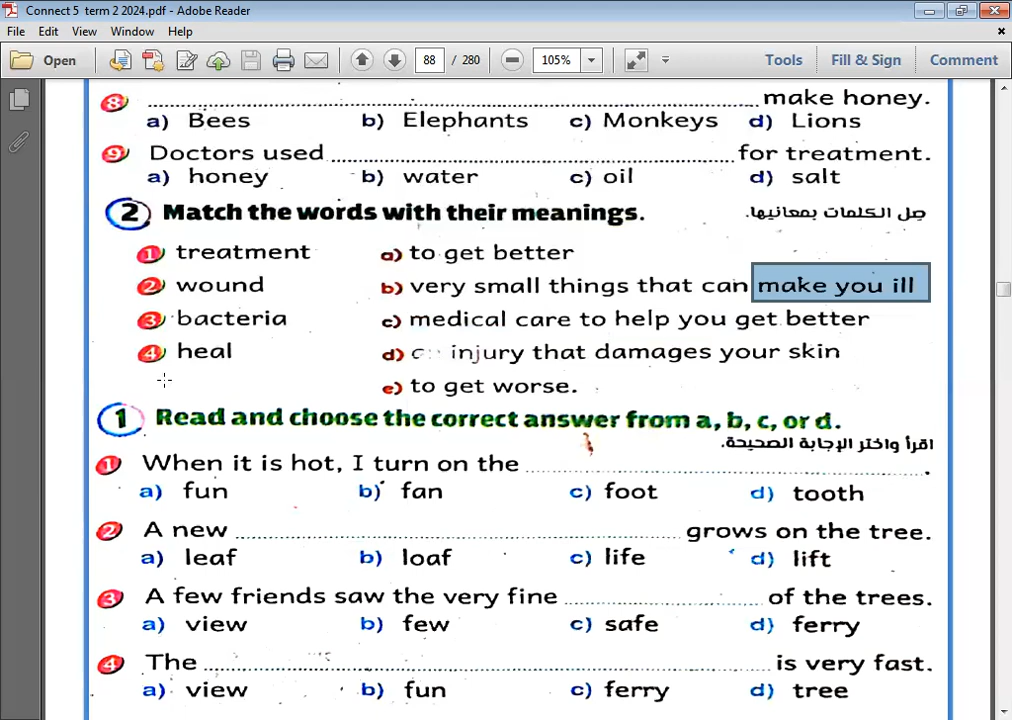 Connect 5 term 2 2024.pdf - Adobe Reader
File Edit View Window Help
Open 88 / 280 105% Tools Fill & Sign Comment
8 make honey.
a) Bees b) Elephants c) Monkeys d) Lions
9 Doctors used for treatment.
a) honey b) water c) oil d) salt
2 Match the words with their meanings. صِل الكلمات بمعانيها.
1 treatment a) to get better
2 wound b) very small things that can make you ill
3 bacteria c) medical care to help you get better
4 heal d) injury that damages your skin
e) to get worse.
1 Read and choose the correct answer from a, b, c, or d.
اقرأ واختر الإجابة الصحيحة.
1 When it is hot, I turn on the .
a) fun b) fan c) foot d) tooth
2 A new grows on the tree.
a) leaf b) loaf c) life d) lift
3 A few friends saw the very fine of the trees.
a) view b) few c) safe d) ferry
4 The is very fast.
a) view b) fun c) ferry d) tree